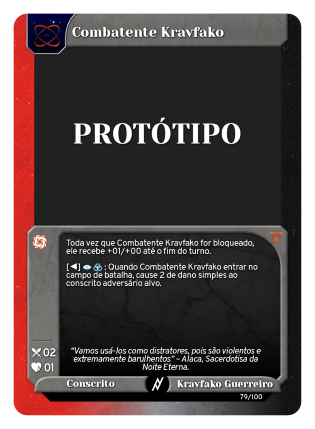 Combatente Kravfako
PROTÓTIPO
Toda vez que Combatente Kravfako for bloqueado,
ele recebe +01/+00 até o fim do turno.
[◄] : Quando Combatente Kravfako entrar no
campo de batalha, cause 2 de dano simples ao
conscrito adversário alvo.
02
01
“Vamos usá-los como distratores, pois são violentos e
extremamente barulhentos” – Alaca, Sacerdotisa da
Noite Eterna.
Conscrito
Kravfako Guerreiro
79/100